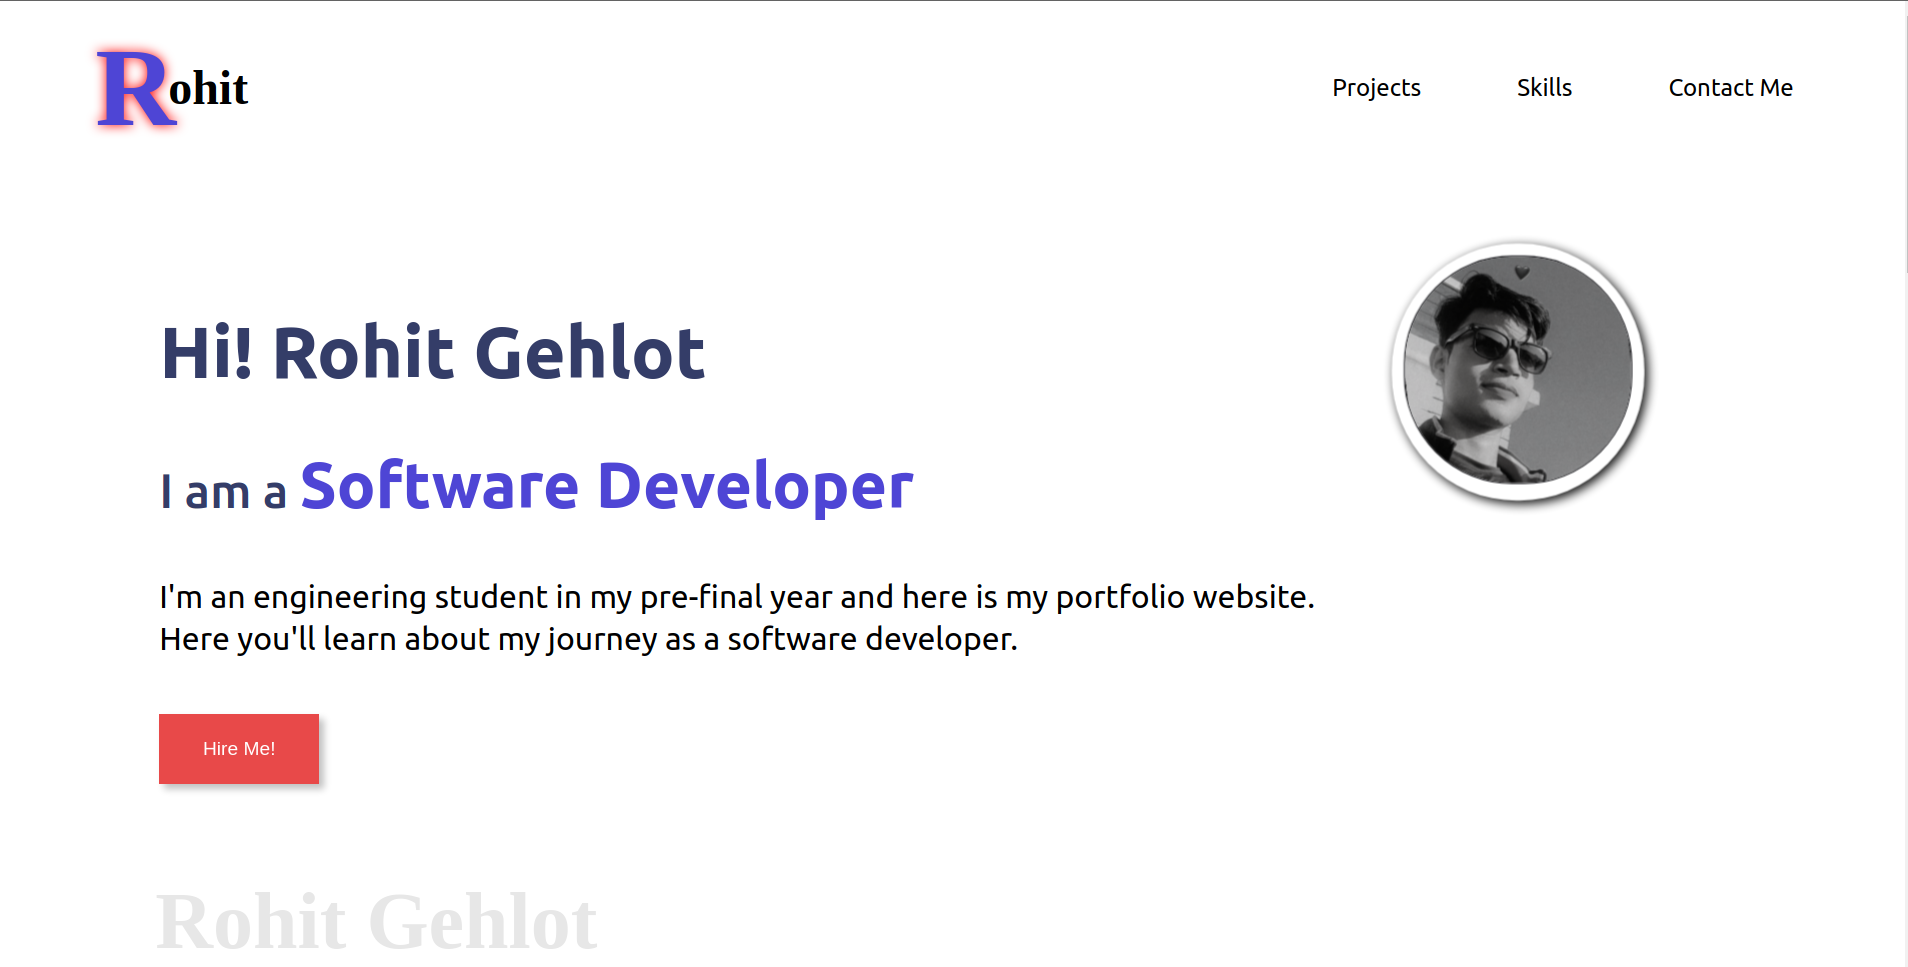 Rohit
Projects Skills Contact Me
Hi! Rohit Gehlot
I am a Software Developer
I'm an engineering student in my pre-final year and here is my portfolio website.
Here you'll learn about my journey as a software developer.
Hire Me!
Rohit Gehlot